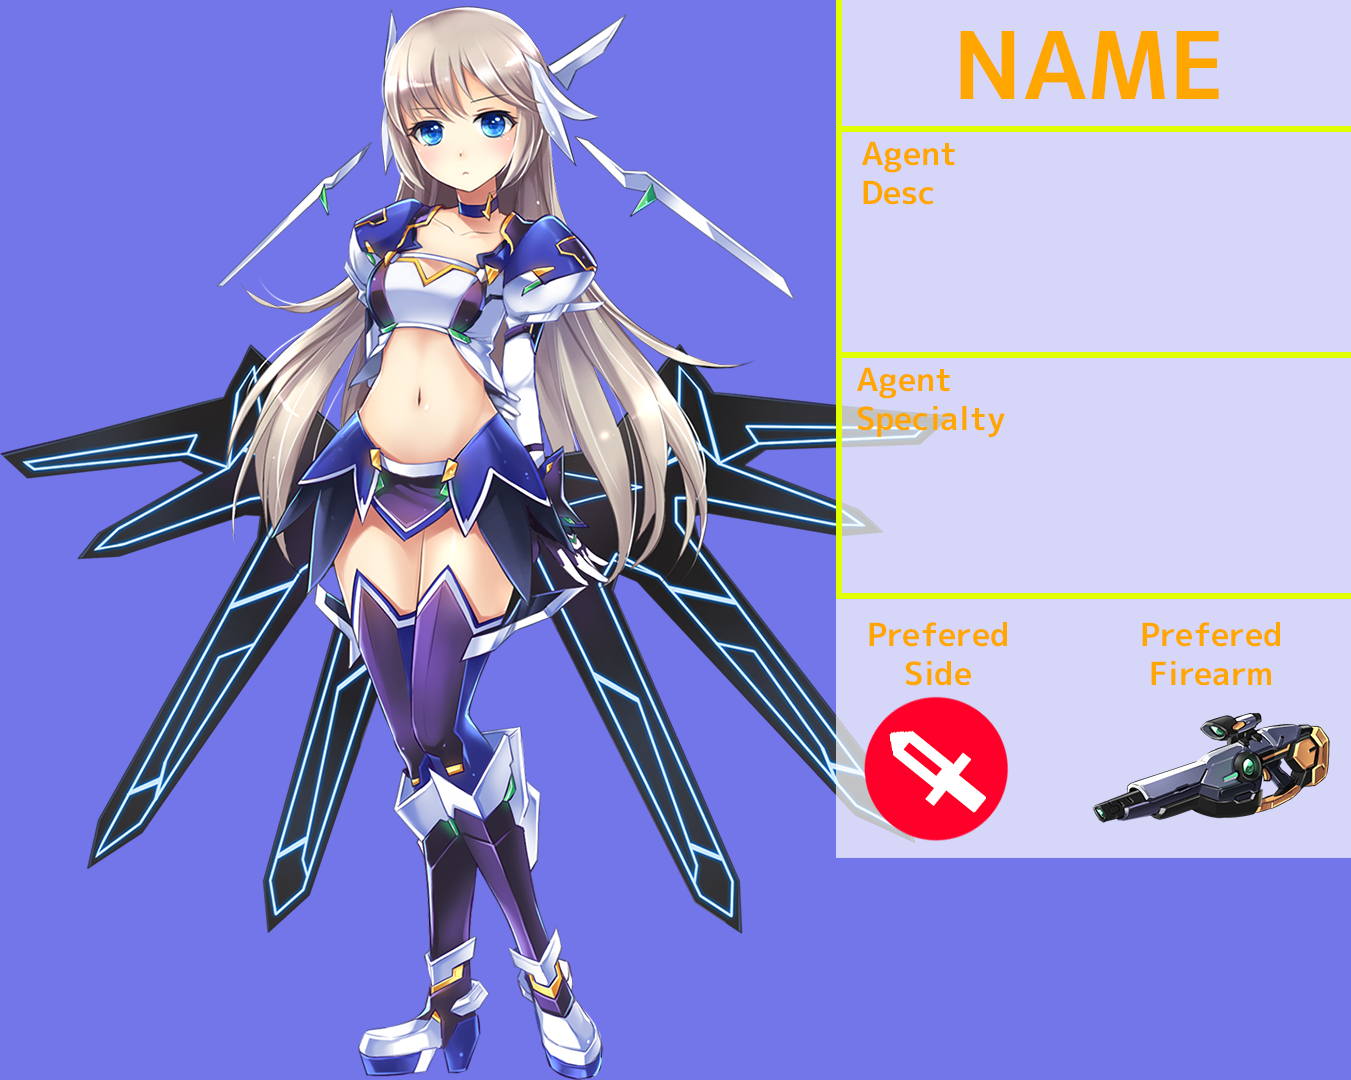 NAME
Agent
Desc
Agent
Specialty
Prefered
Side
Prefered
Firearm